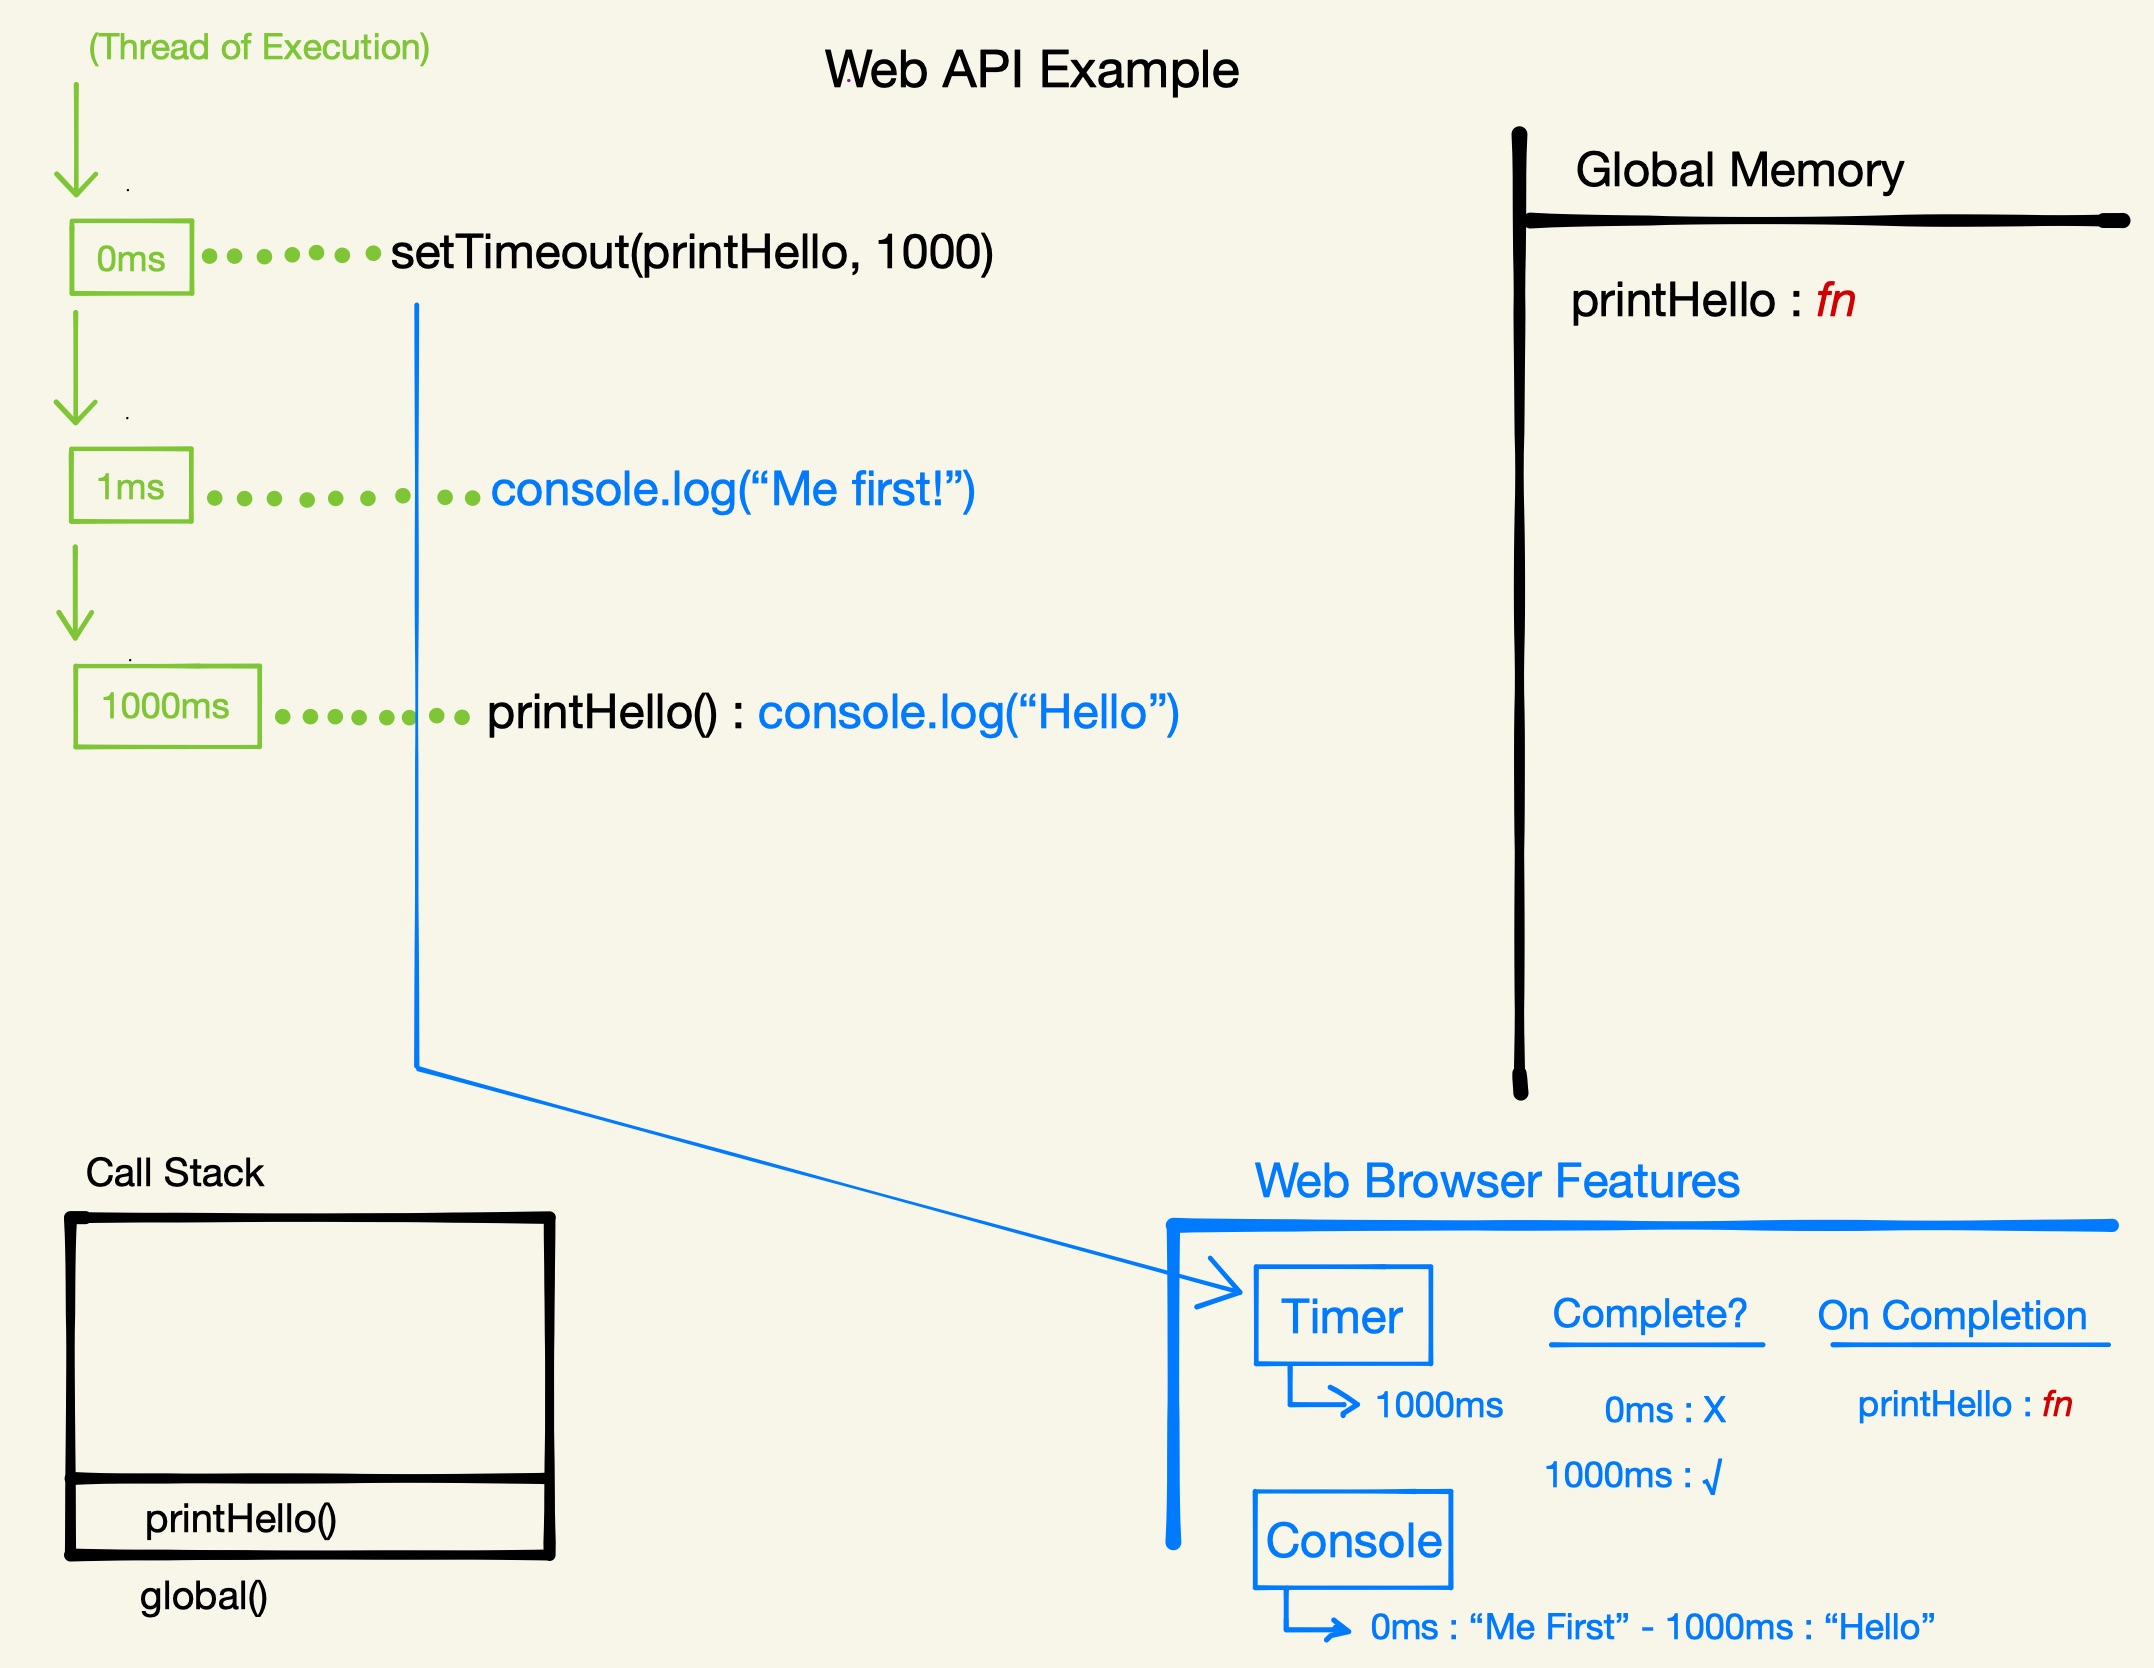 (Thread of Execution)
Web API Example
Global Memory
0ms
setTimeout(printHello, 1000)
printHello : fn
1ms
console.log(“Me first!”)
1000ms
printHello() : console.log(“Hello”)
Call Stack
printHello()
global()
Web Browser Features
Timer
Complete?
On Completion
1000ms
0ms : X
printHello : fn
1000ms : √
Console
0ms : “Me First” - 1000ms : “Hello”